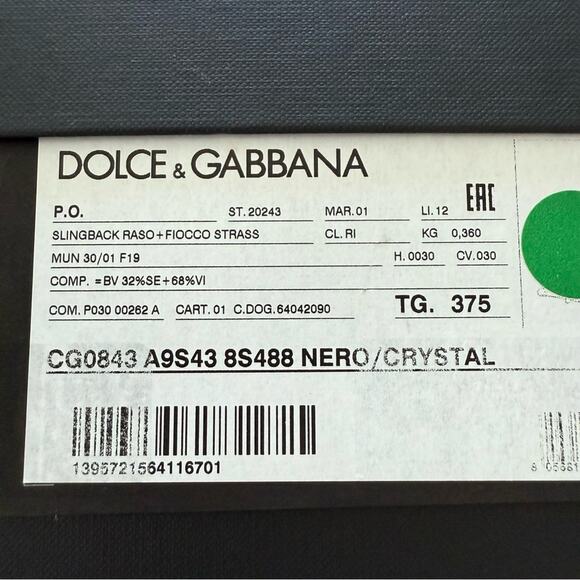 DOLCE & GABBANA
P.O. ST. 20243 MAR. 01 LI. 12 EAC
SLINGBACK RASO+FIOCCO STRASS CL. RI KG 0,360
MUN 30/01 F19 H. 0030 CV. 030
COMP. =BV 32%SE+68%VI
COM. P030 00262 A CART. 01 C.DOG. 64042090 TG. 375
CG0843 A9S43 8S488 NERO/CRYSTAL
1395721564116701